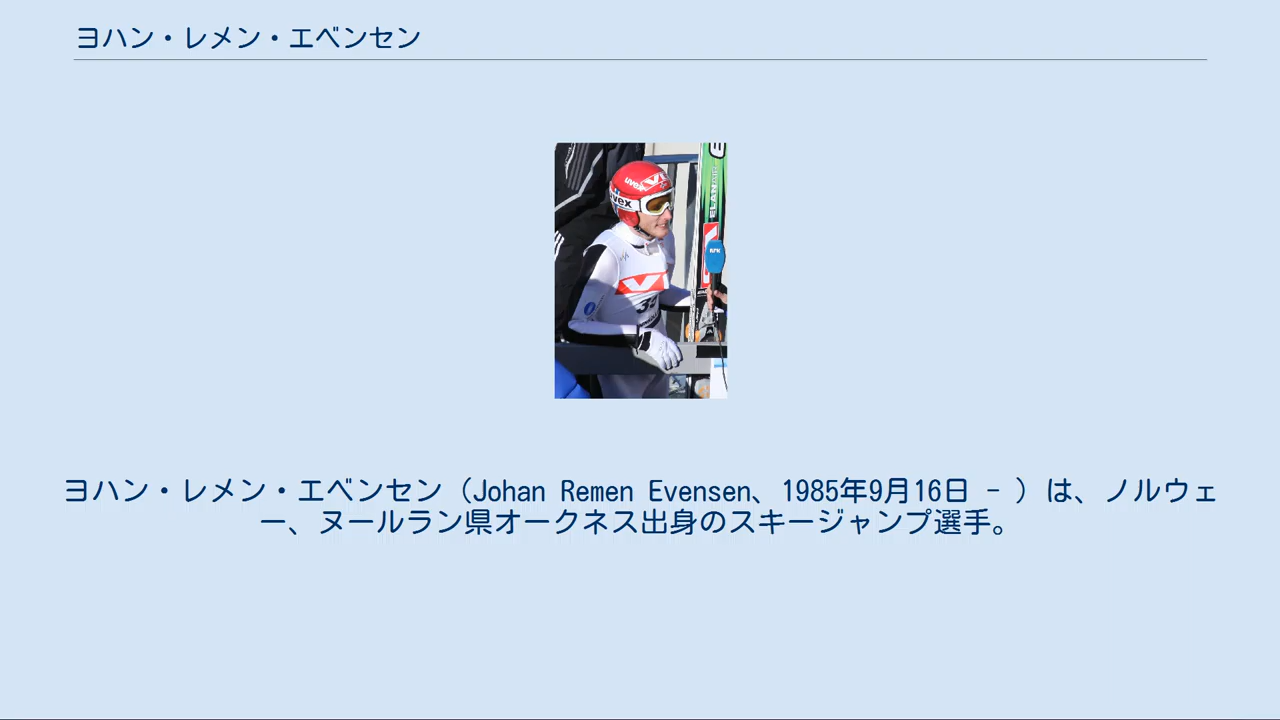 ヨハン・レメン・エベンセン
uvex
uvex
ELAN
ヨハン・レメン・エベンセン（Johan Remen Evensen、1985年9月16日 - ）は、ノルウェ
ー、ヌールラン県オークネス出身のスキージャンプ選手。